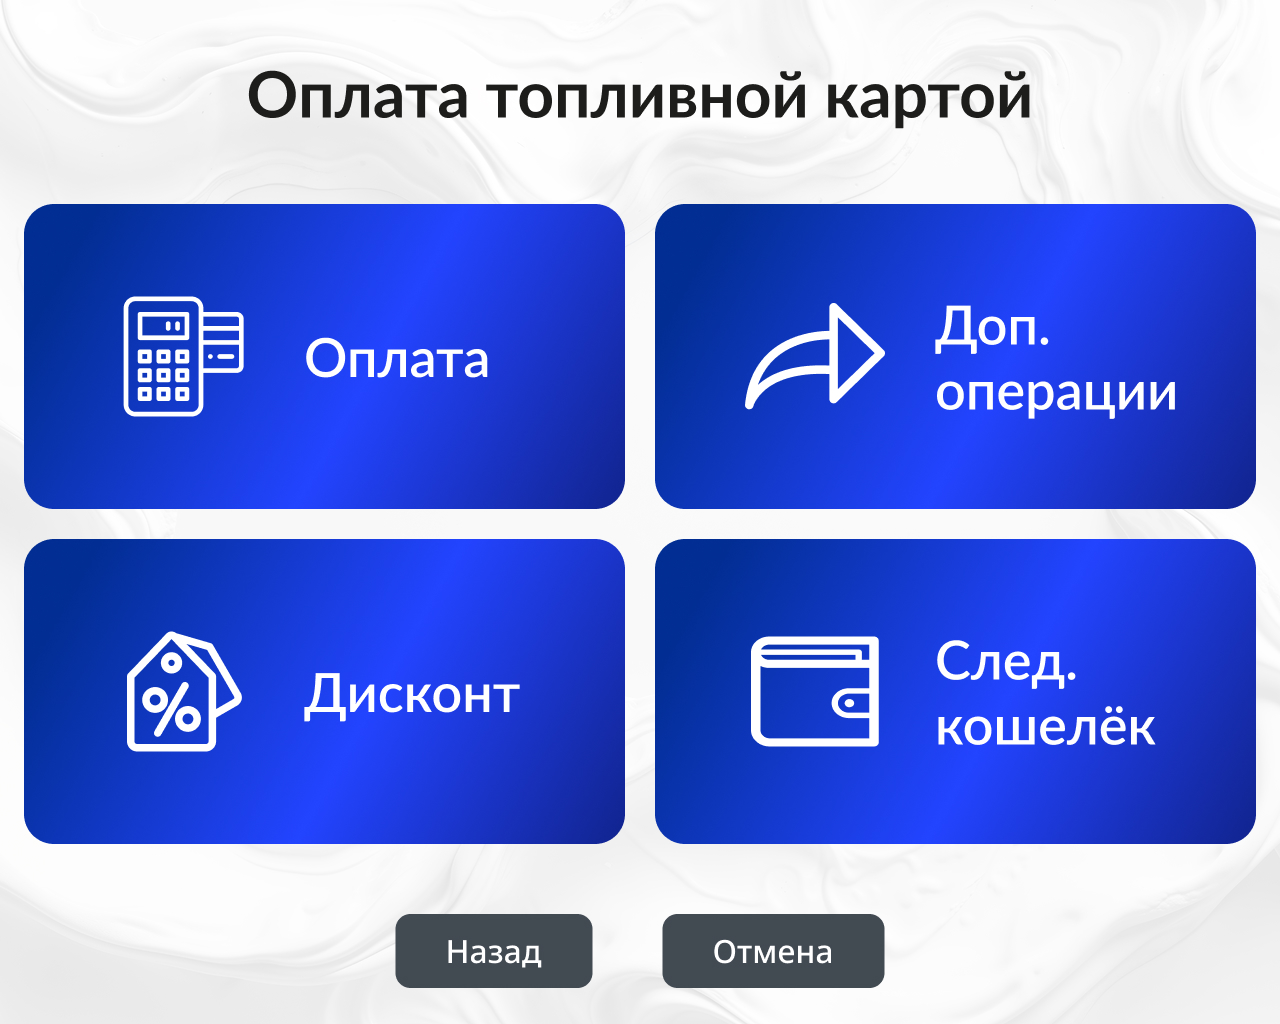 Оплата топливной картой
Оплата
Доп.
операции
Дисконт
След.
кошелёк
Назад
Отмена